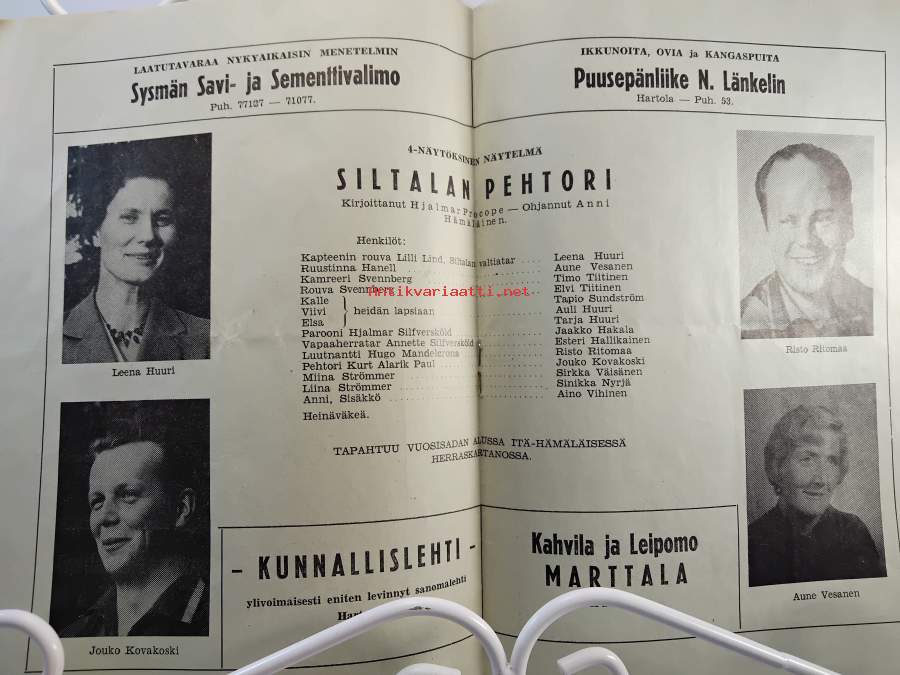 LAATUTAVARAA NYKYAIKAISIN MENETELMIN
Sysmän Savi- ja Sementtivalimo
Puh. 77127 — 71077.
IKKUNOITA, OVIA ja KANGASPUITA
Puusepänliike N. Länkelin
Hartola — Puh. 53.
4-NÄYTÖKSINEN NÄYTELMÄ
SILTALAN PEHTORI
Kirjoittanut Hjalmar Procope — Ohjannut Anni
Hämäläinen.
Henkilöt:
Kapteenin rouva Lilli Lind, Siltalan valtiatar ... Leena Huuri
Ruustinna Hanell ... Aune Vesanen
Kamreeri Svennberg ... Timo Tiitinen
Rouva Svennberg ... Elvi Tiitinen
Kalle Tapio Sundström
Viivi } heidän lapsiaan Auli Huuri
Elsa Tarja Huuri
Parooni Hjalmar Silfversköld ... Jaakko Hakala
Vapaaherratar Annette Silfversköld ... Esteri Hallikainen
Luutnantti Hugo Mandelcrona ... Risto Ritomaa
Pehtori Kurt Alarik Paul ... Jouko Kovakoski
Miina Strömmer ... Sirkka Väisänen
Liina Strömmer ... Sinikka Nyrjä
Anni, Sisäkkö ... Aino Vihinen
Heinäväkeä.
TAPAHTUU VUOSISADAN ALUSSA ITÄ-HÄMÄLÄISESSÄ
HERRASKARTANOSSA.
Antikvariaatti.net
Leena Huuri
Risto Ritomaa
Jouko Kovakoski
Aune Vesanen
- KUNNALLISLEHTI -
ylivoimaisesti eniten levinnyt sanomalehti
Kahvila ja Leipomo
MARTTALA